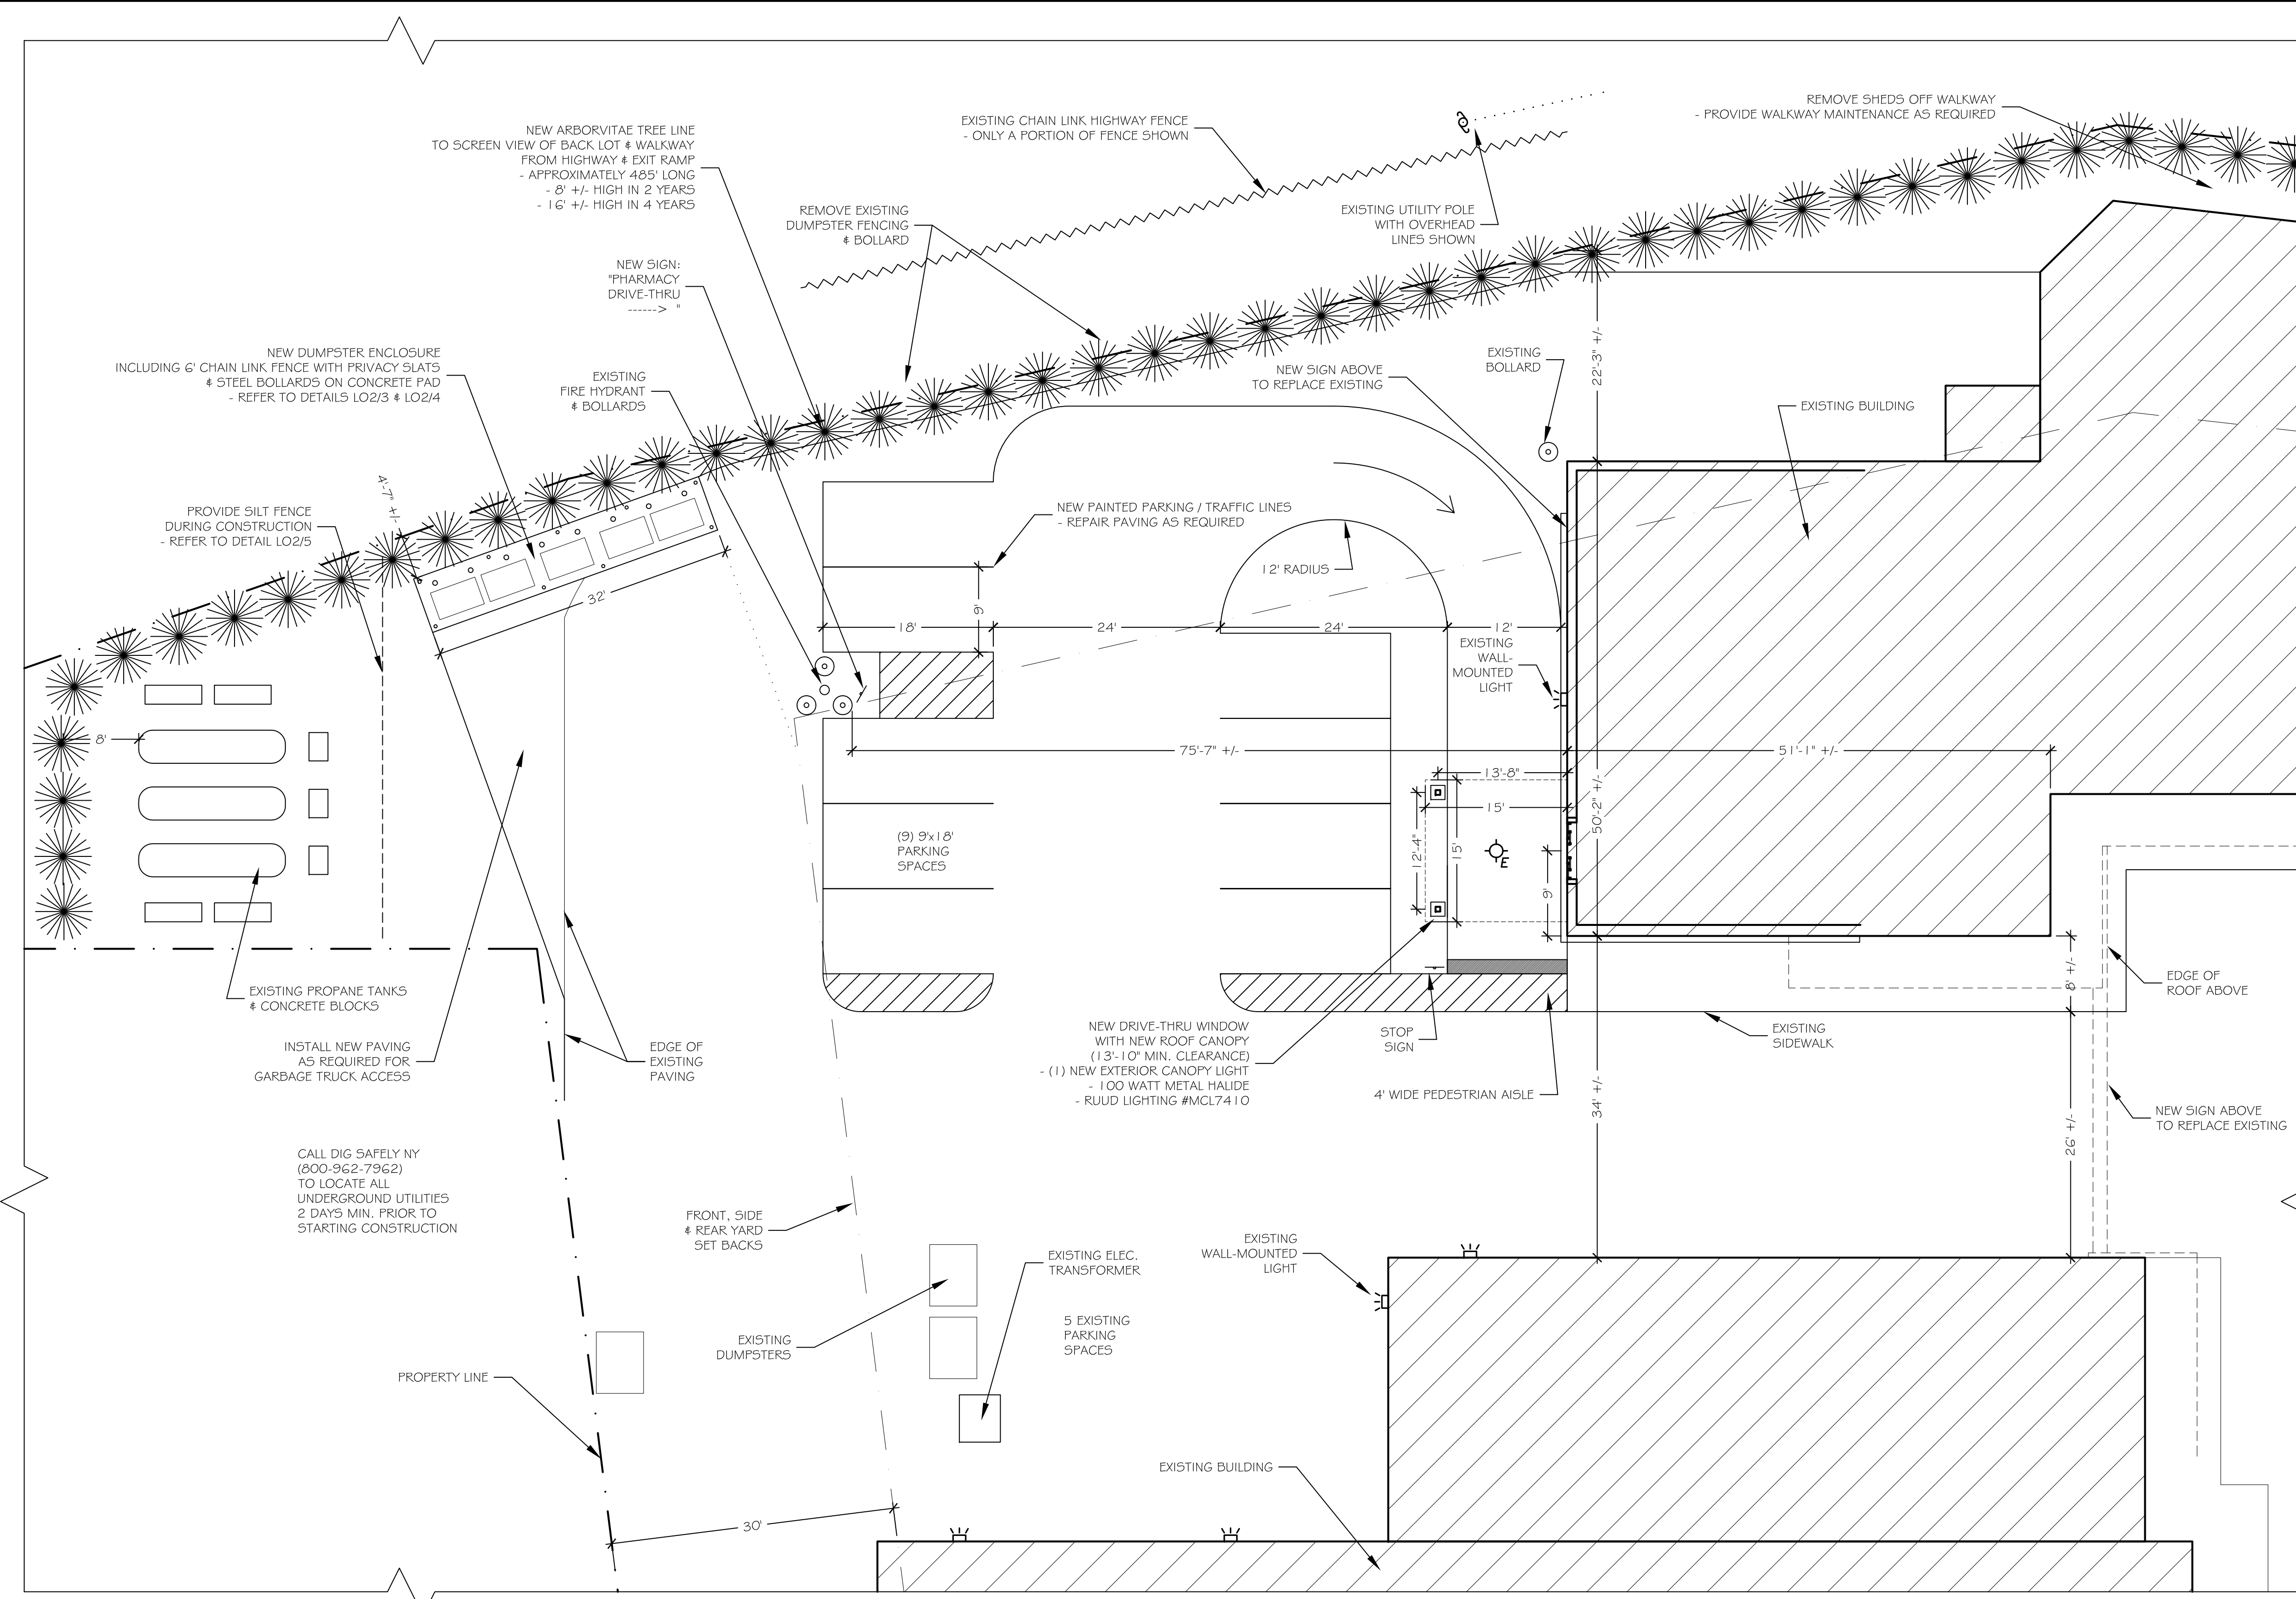 REMOVE SHEDS OFF WALKWAY
- PROVIDE WALKWAY MAINTENANCE AS REQUIRED
EXISTING CHAIN LINK HIGHWAY FENCE
- ONLY A PORTION OF FENCE SHOWN
NEW ARBORVITAE TREE LINE
TO SCREEN VIEW OF BACK LOT & WALKWAY
FROM HIGHWAY & EXIT RAMP
- APPROXIMATELY 485' LONG
- 8' +/- HIGH IN 2 YEARS
- 16' +/- HIGH IN 4 YEARS
REMOVE EXISTING
DUMPSTER FENCING
& BOLLARD
EXISTING UTILITY POLE
WITH OVERHEAD
LINES SHOWN
NEW SIGN:
"PHARMACY
DRIVE-THRU
------> "
NEW DUMPSTER ENCLOSURE
INCLUDING 6' CHAIN LINK FENCE WITH PRIVACY SLATS
& STEEL BOLLARDS ON CONCRETE PAD
- REFER TO DETAILS L02/3 & L02/4
EXISTING
FIRE HYDRANT
& BOLLARDS
NEW SIGN ABOVE
TO REPLACE EXISTING
EXISTING
BOLLARD
22'-3" +/-
EXISTING BUILDING
4'-7" +/-
PROVIDE SILT FENCE
DURING CONSTRUCTION
- REFER TO DETAIL L02/5
NEW PAINTED PARKING / TRAFFIC LINES
- REPAIR PAVING AS REQUIRED
12' RADIUS
32'
9'
18'
24'
24'
12'
EXISTING
WALL-
MOUNTED
LIGHT
8'
75'-7" +/-
51'-1" +/-
13'-8"
15'
50'-2" +/-
12'-4"
15'
E
9'
(9) 9'x18'
PARKING
SPACES
EXISTING PROPANE TANKS
& CONCRETE BLOCKS
INSTALL NEW PAVING
AS REQUIRED FOR
GARBAGE TRUCK ACCESS
EDGE OF
EXISTING
PAVING
NEW DRIVE-THRU WINDOW
WITH NEW ROOF CANOPY
(13'-10" MIN. CLEARANCE)
- (1) NEW EXTERIOR CANOPY LIGHT
- 100 WATT METAL HALIDE
- RUUD LIGHTING #MCL7410
STOP
SIGN
4' WIDE PEDESTRIAN AISLE
EXISTING
SIDEWALK
8' +/-
EDGE OF
ROOF ABOVE
34' +/-
26' +/-
NEW SIGN ABOVE
TO REPLACE EXISTING
CALL DIG SAFELY NY
(800-962-7962)
TO LOCATE ALL
UNDERGROUND UTILITIES
2 DAYS MIN. PRIOR TO
STARTING CONSTRUCTION
FRONT, SIDE
& REAR YARD
SET BACKS
EXISTING ELEC.
TRANSFORMER
EXISTING
WALL-MOUNTED
LIGHT
EXISTING
DUMPSTERS
5 EXISTING
PARKING
SPACES
PROPERTY LINE
EXISTING BUILDING
30'